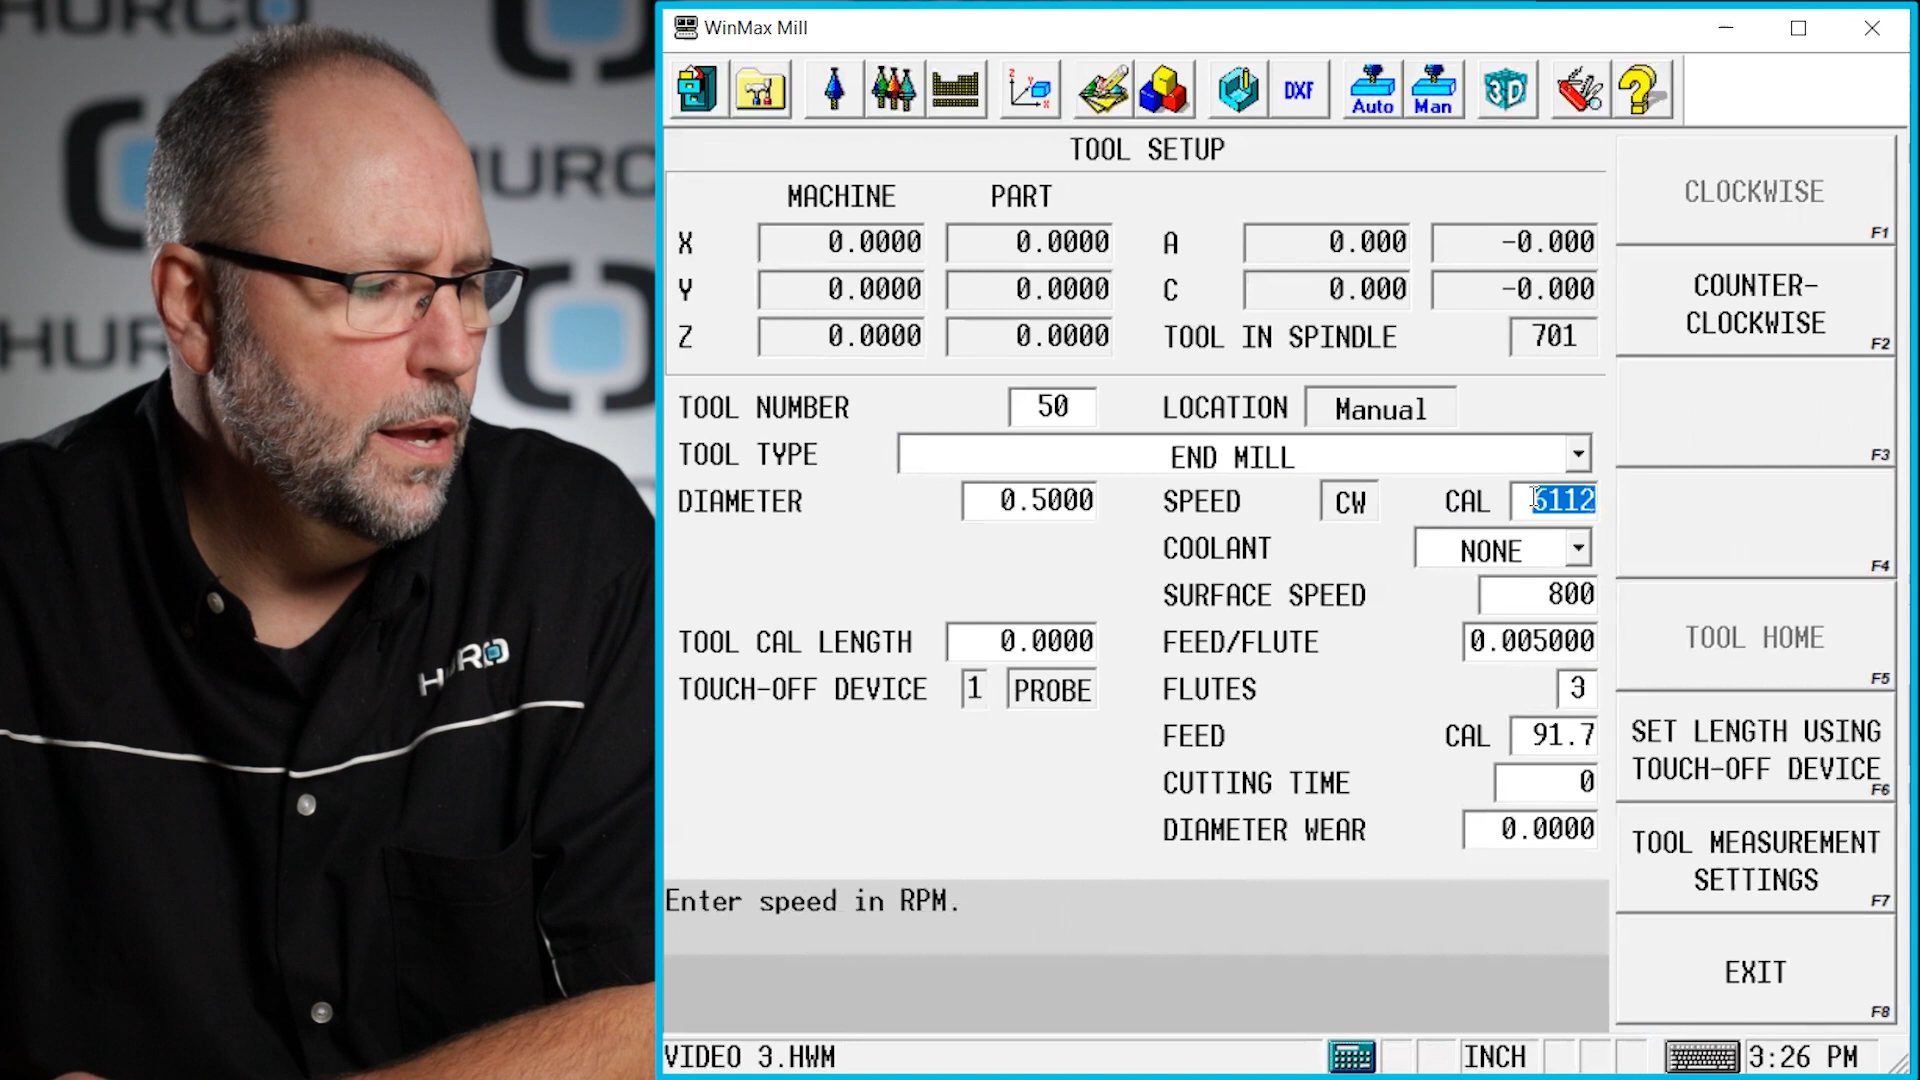 HURCO
HURCO
HURCO
HURCO
WinMax Mill
DXF
Auto
Man
3D
TOOL SETUP
MACHINE PART
X 0.0000 0.0000 A 0.000 -0.000
Y 0.0000 0.0000 C 0.000 -0.000
Z 0.0000 0.0000 TOOL IN SPINDLE 701
TOOL NUMBER 50 LOCATION Manual
TOOL TYPE END MILL
DIAMETER 0.5000 SPEED CW CAL 6112
COOLANT NONE
SURFACE SPEED 800
TOOL CAL LENGTH 0.0000 FEED/FLUTE 0.005000
TOUCH-OFF DEVICE 1 PROBE FLUTES 3
FEED CAL 91.7
CUTTING TIME 0
DIAMETER WEAR 0.0000
Enter speed in RPM.
CLOCKWISE
F1
COUNTER-
CLOCKWISE
F2
F3
F4
TOOL HOME
F5
SET LENGTH USING
TOUCH-OFF DEVICE
F6
TOOL MEASUREMENT
SETTINGS
F7
EXIT
F8
VIDEO 3.HWM INCH 3:26 PM